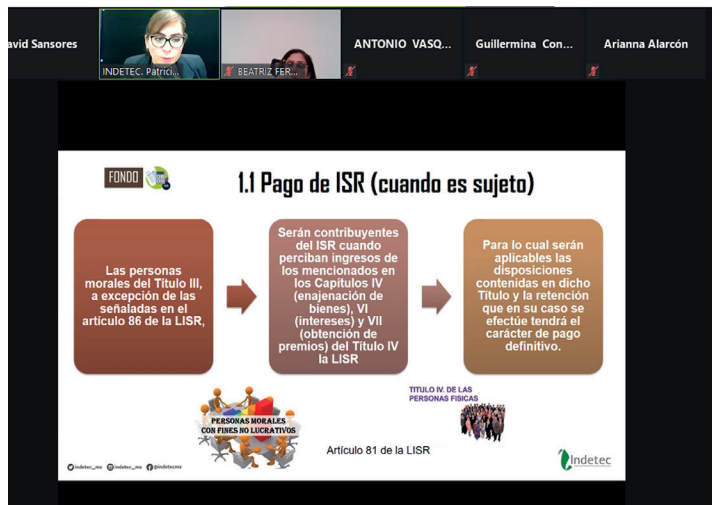 avid Sansores
INDETEC. Patrici...
BEATRIZ FER...
ANTONIO VASQ...
Guillermina Con...
Arianna Alarcón
FONDO
1.1 Pago de ISR (cuando es sujeto)
Las personas
morales del Título III,
a excepción de las
señaladas en el
artículo 86 de la LISR,
Serán contribuyentes
del ISR cuando
perciban ingresos de
los mencionados en
los Capítulos IV
(enajenación de
bienes), VI
(intereses) y VII
(obtención de
premios) del Título IV
la LISR
Para lo cual serán
aplicables las
disposiciones
contenidas en dicho
Título y la retención
que en su caso se
efectúe tendrá el
carácter de pago
definitivo.
PERSONAS MORALES
CON FINES NO LUCRATIVOS
TITULO IV. DE LAS
PERSONAS FISICAS
Artículo 81 de la LISR
@indetec_mx @indetec_mx @indetecmx
Indetec